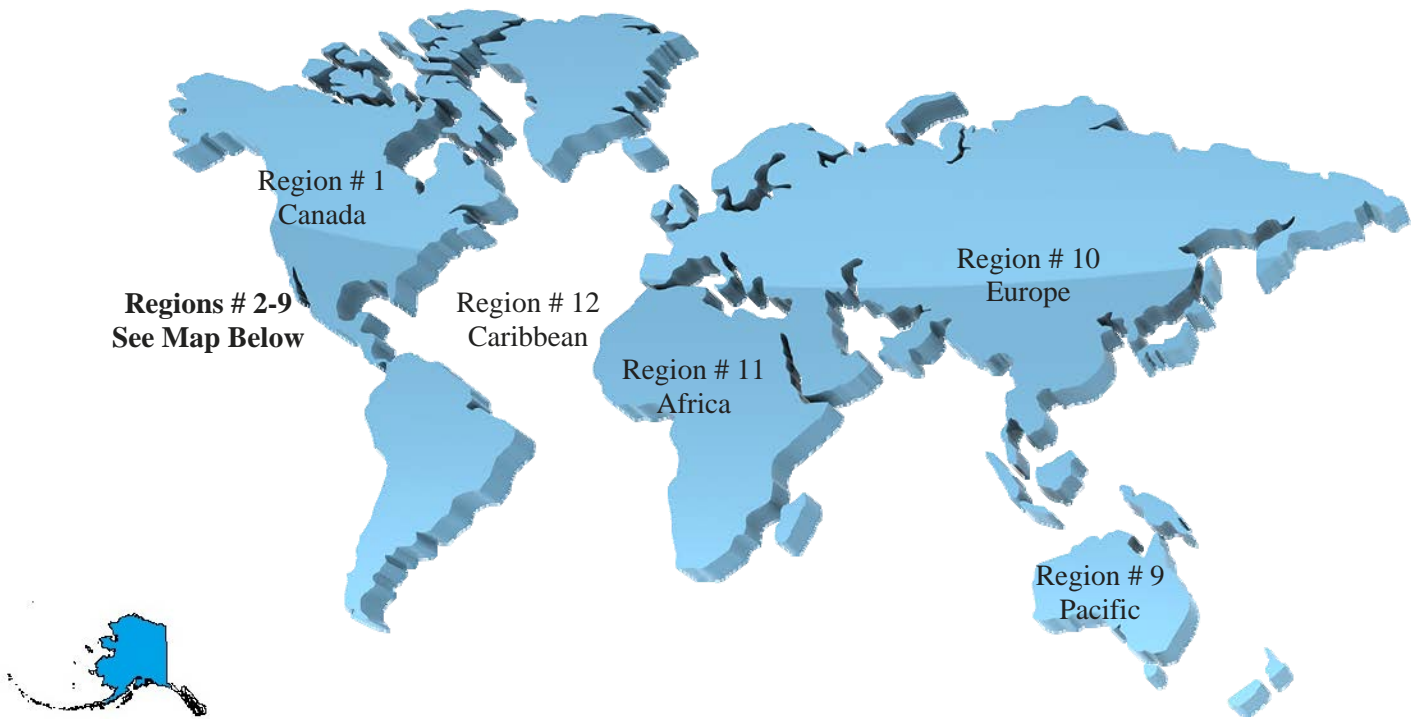 Region # 1
Canada
Regions # 2-9
See Map Below
Region # 12
Caribbean
Region # 10
Europe
Region # 11
Africa
Region # 9
Pacific